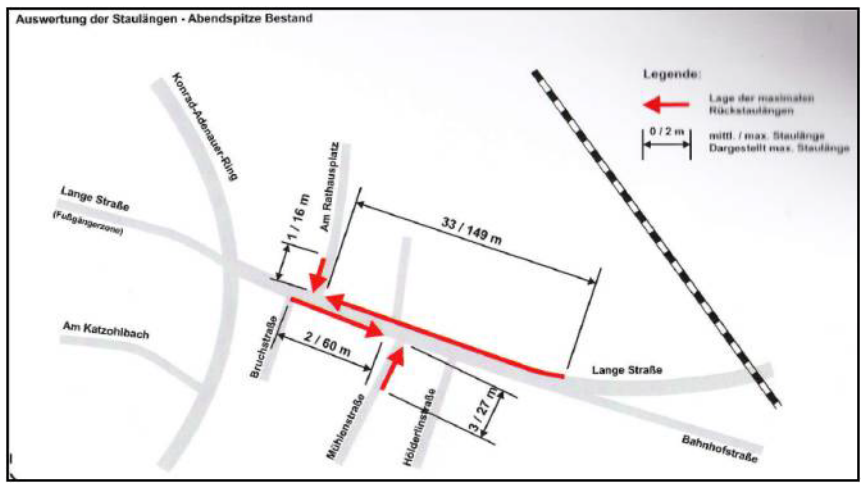 Auswertung der Staulängen - Abendspitze Bestand
Legende:
Lage der maximalen
Rückstaulängen
0 / 2 m
mittl. / max. Staulänge
Dargestellt max. Staulänge
Konrad-Adenauer-Ring
Am Rathausplatz
Lange Straße
(Fußgängerzone)
1 / 16 m
33 / 149 m
Am Katzohlbach
Bruchstraße
2 / 60 m
Lange Straße
Mühlenstraße
Hölderlinstraße
3 / 27 m
Bahnhofstraße